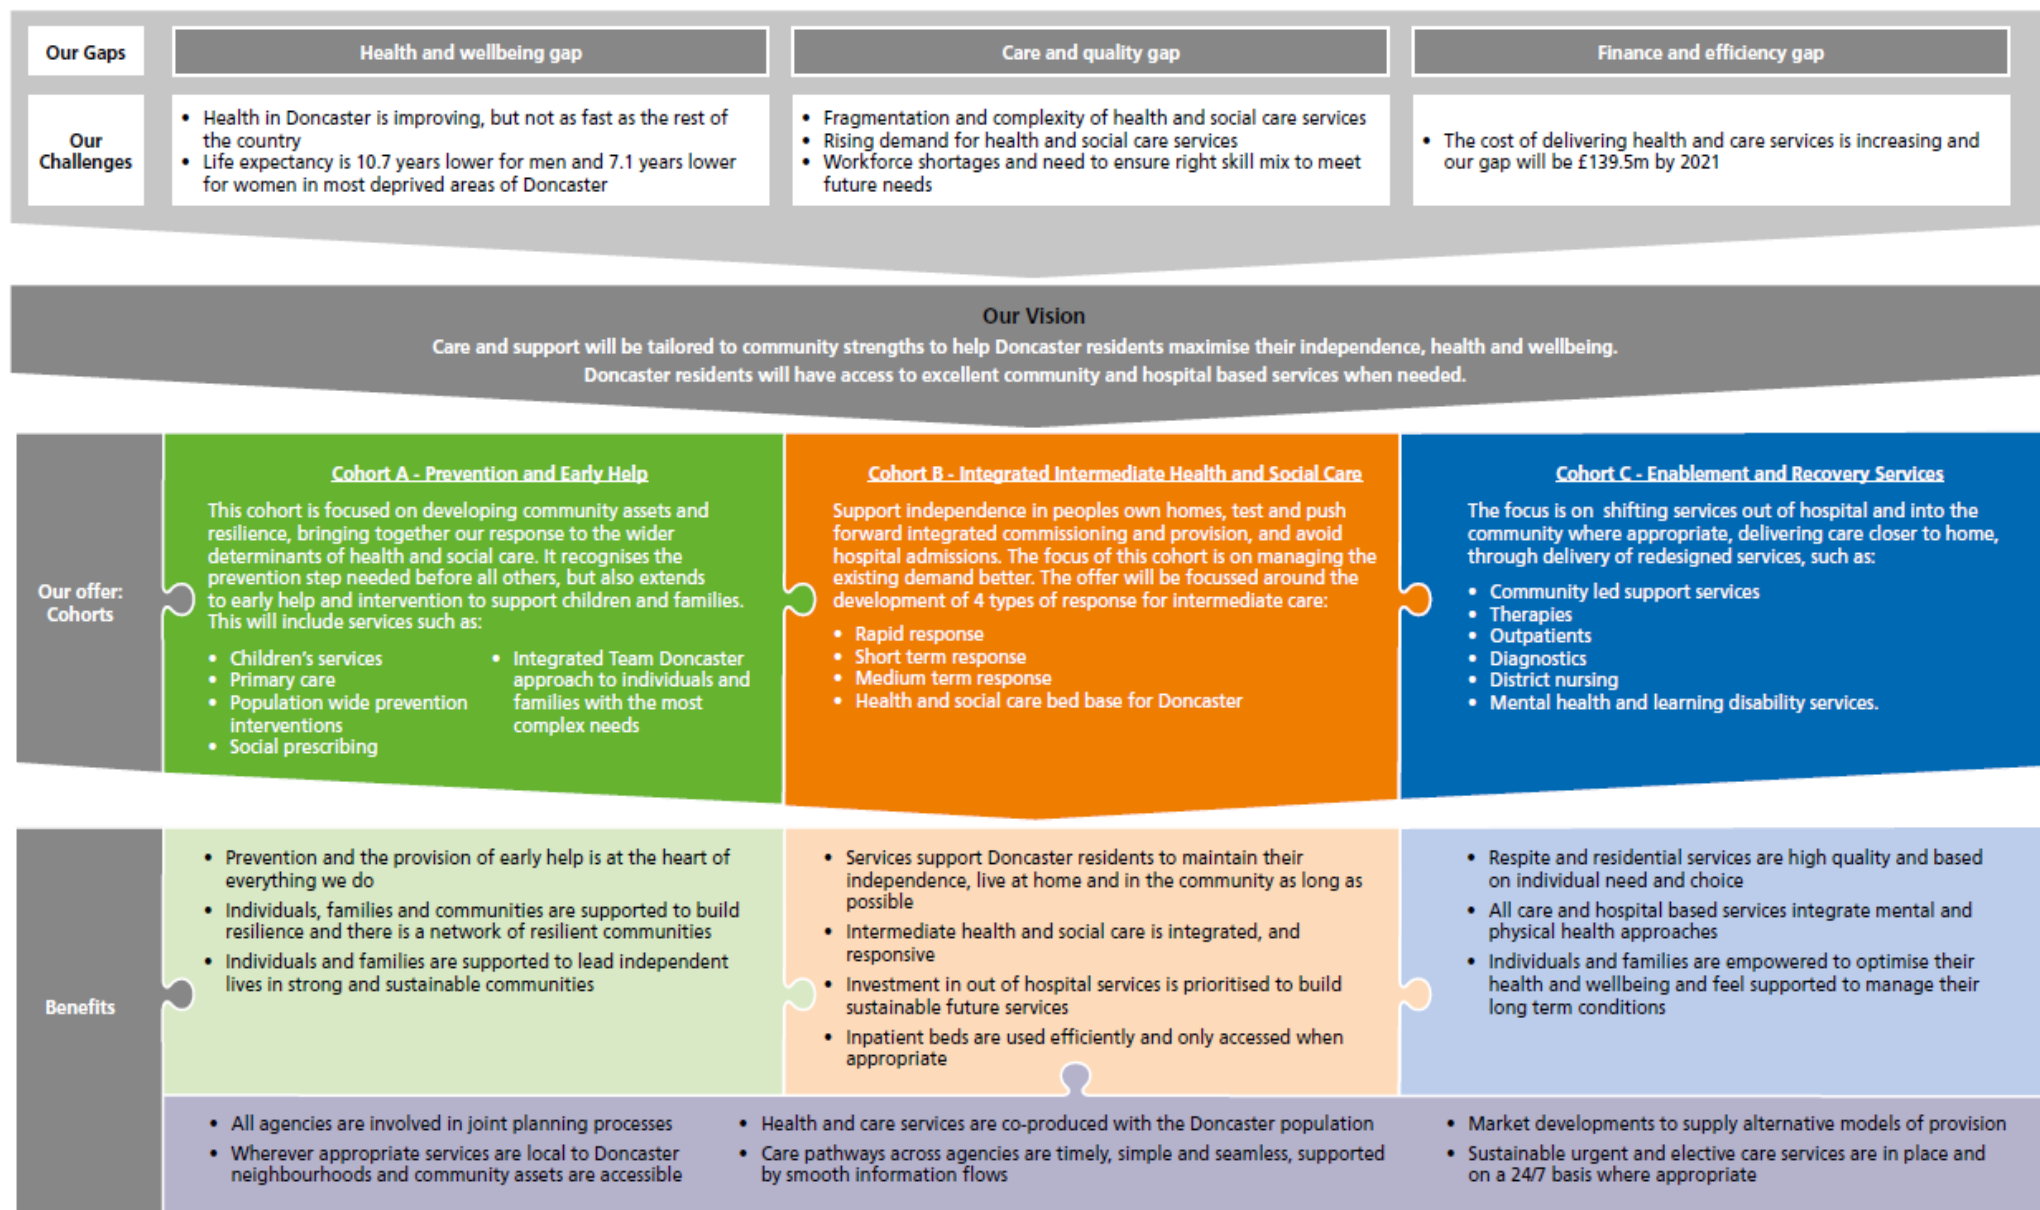 Our Gaps
Health and wellbeing gap
Care and quality gap
Finance and efficiency gap
Our
Challenges
• Health in Doncaster is improving, but not as fast as the rest of
the country
• Life expectancy is 10.7 years lower for men and 7.1 years lower
for women in most deprived areas of Doncaster
• Fragmentation and complexity of health and social care services
• Rising demand for health and social care services
• Workforce shortages and need to ensure right skill mix to meet
future needs
• The cost of delivering health and care services is increasing and
our gap will be £139.5m by 2021
Our Vision
Care and support will be tailored to community strengths to help Doncaster residents maximise their independence, health and wellbeing.
Doncaster residents will have access to excellent community and hospital based services when needed.
Our offer:
Cohorts
Cohort A - Prevention and Early Help
This cohort is focused on developing community assets and
resilience, bringing together our response to the wider
determinants of health and social care. It recognises the
prevention step needed before all others, but also extends
to early help and intervention to support children and families.
This will include services such as:
• Children's services
• Primary care
• Population wide prevention
interventions
• Social prescribing
• Integrated Team Doncaster
approach to individuals and
families with the most
complex needs
Cohort B - Integrated Intermediate Health and Social Care
Support independence in peoples own homes, test and push
forward integrated commissioning and provision, and avoid
hospital admissions. The focus of this cohort is on managing the
existing demand better. The offer will be focussed around the
development of 4 types of response for intermediate care:
• Rapid response
• Short term response
• Medium term response
• Health and social care bed base for Doncaster
Cohort C - Enablement and Recovery Services
The focus is on shifting services out of hospital and into the
community where appropriate, delivering care closer to home,
through delivery of redesigned services, such as:
• Community led support services
• Therapies
• Outpatients
• Diagnostics
• District nursing
• Mental health and learning disability services.
Benefits
• Prevention and the provision of early help is at the heart of
everything we do
• Individuals, families and communities are supported to build
resilience and there is a network of resilient communities
• Individuals and families are supported to lead independent
lives in strong and sustainable communities
• Services support Doncaster residents to maintain their
independence, live at home and in the community as long as
possible
• Intermediate health and social care is integrated, and
responsive
• Investment in out of hospital services is prioritised to build
sustainable future services
• Inpatient beds are used efficiently and only accessed when
appropriate
• Respite and residential services are high quality and based
on individual need and choice
• All care and hospital based services integrate mental and
physical health approaches
• Individuals and families are empowered to optimise their
health and wellbeing and feel supported to manage their
long term conditions
• All agencies are involved in joint planning processes
• Wherever appropriate services are local to Doncaster
neighbourhoods and community assets are accessible
• Health and care services are co-produced with the Doncaster population
• Care pathways across agencies are timely, simple and seamless, supported
by smooth information flows
• Market developments to supply alternative models of provision
• Sustainable urgent and elective care services are in place and
on a 24/7 basis where appropriate